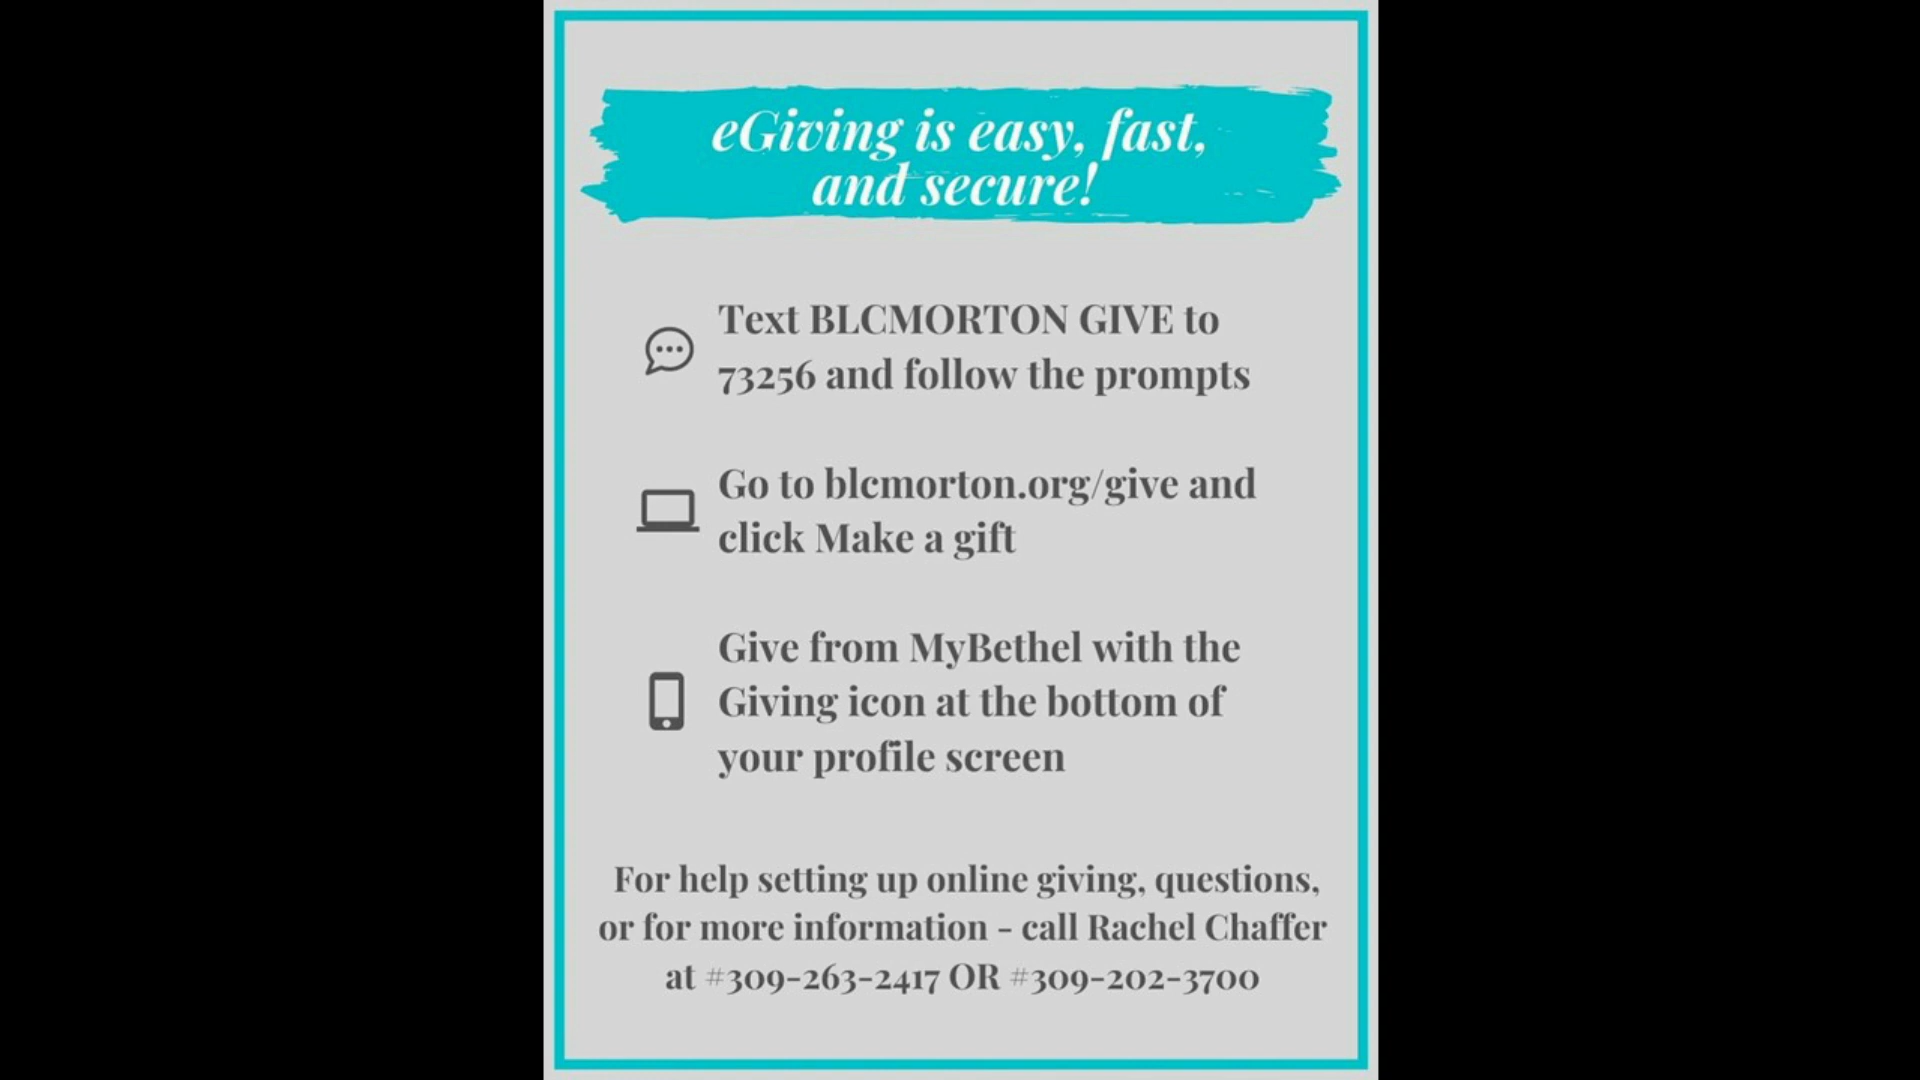 eGiving is easy, fast,
and secure!
Text BLCMORTON GIVE to
73256 and follow the prompts
Go to blcmorton.org/give and
click Make a gift
Give from MyBethel with the
Giving icon at the bottom of
your profile screen
For help setting up online giving, questions,
or for more information - call Rachel Chaffer
at #309-263-2417 OR #309-202-3700